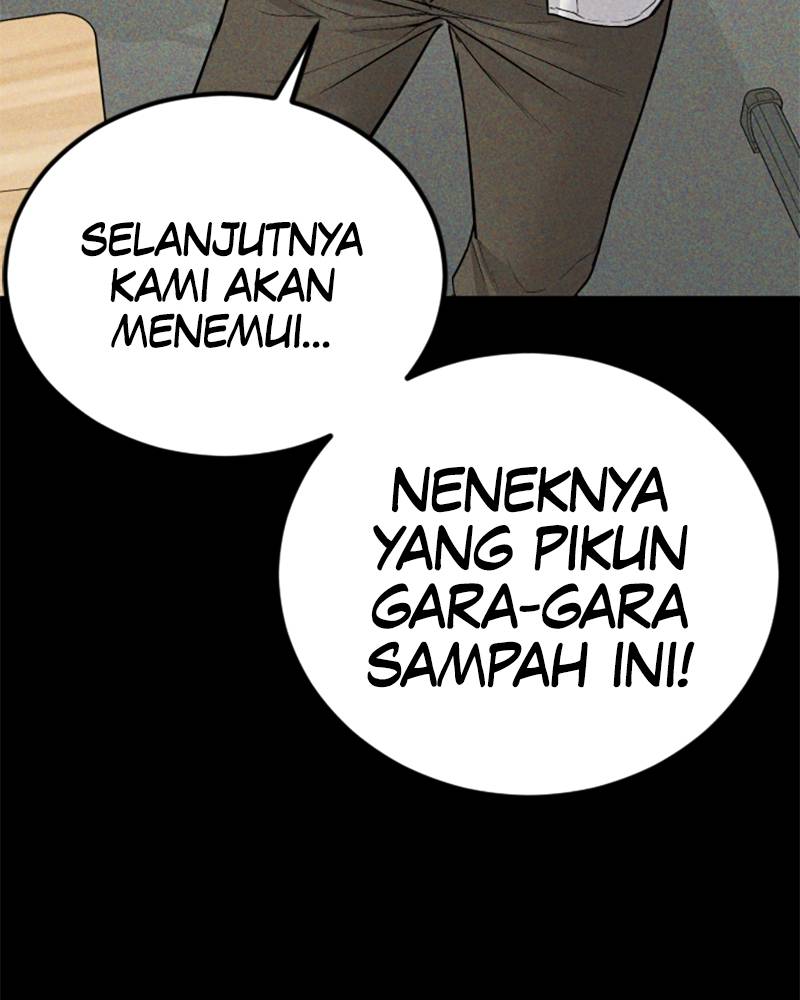 SELANJUTNYA
KAMI AKAN
MENEMUI...
NENEKNYA
YANG PIKUN
GARA-GARA
SAMPAH INI!